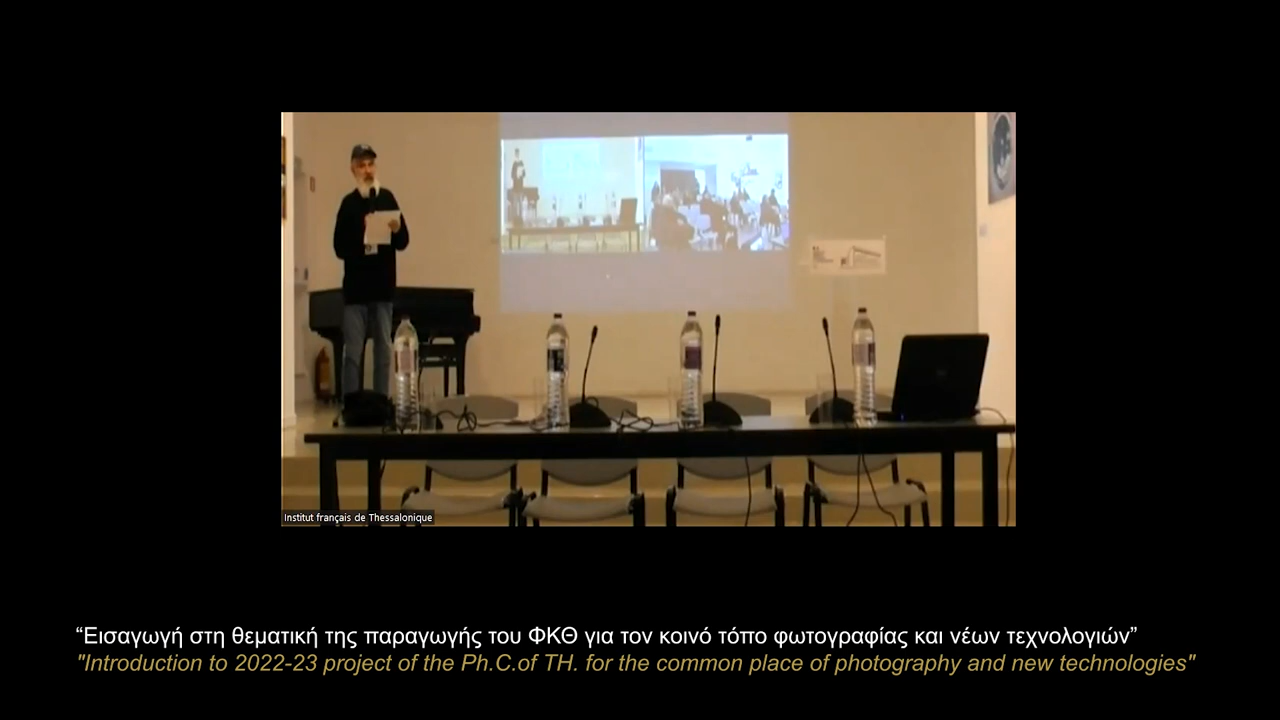 Institut français de Thessalonique
“Εισαγωγή στη θεματική της παραγωγής του ΦΚΘ για τον κοινό τόπο φωτογραφίας και νέων τεχνολογιών”
"Introduction to 2022-23 project of the Ph.C.of TH. for the common place of photography and new technologies"